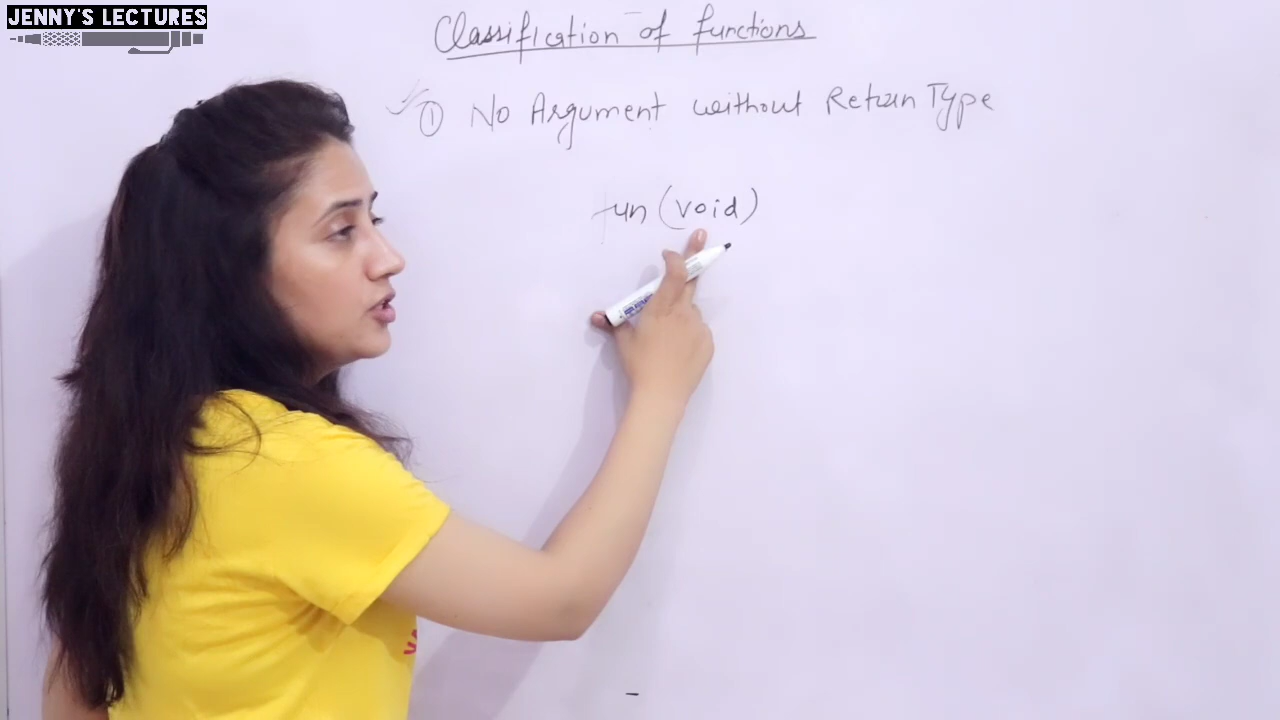 JENNY'S LECTURES
Classification of functions
① No Argument without Return Type
fun (void)